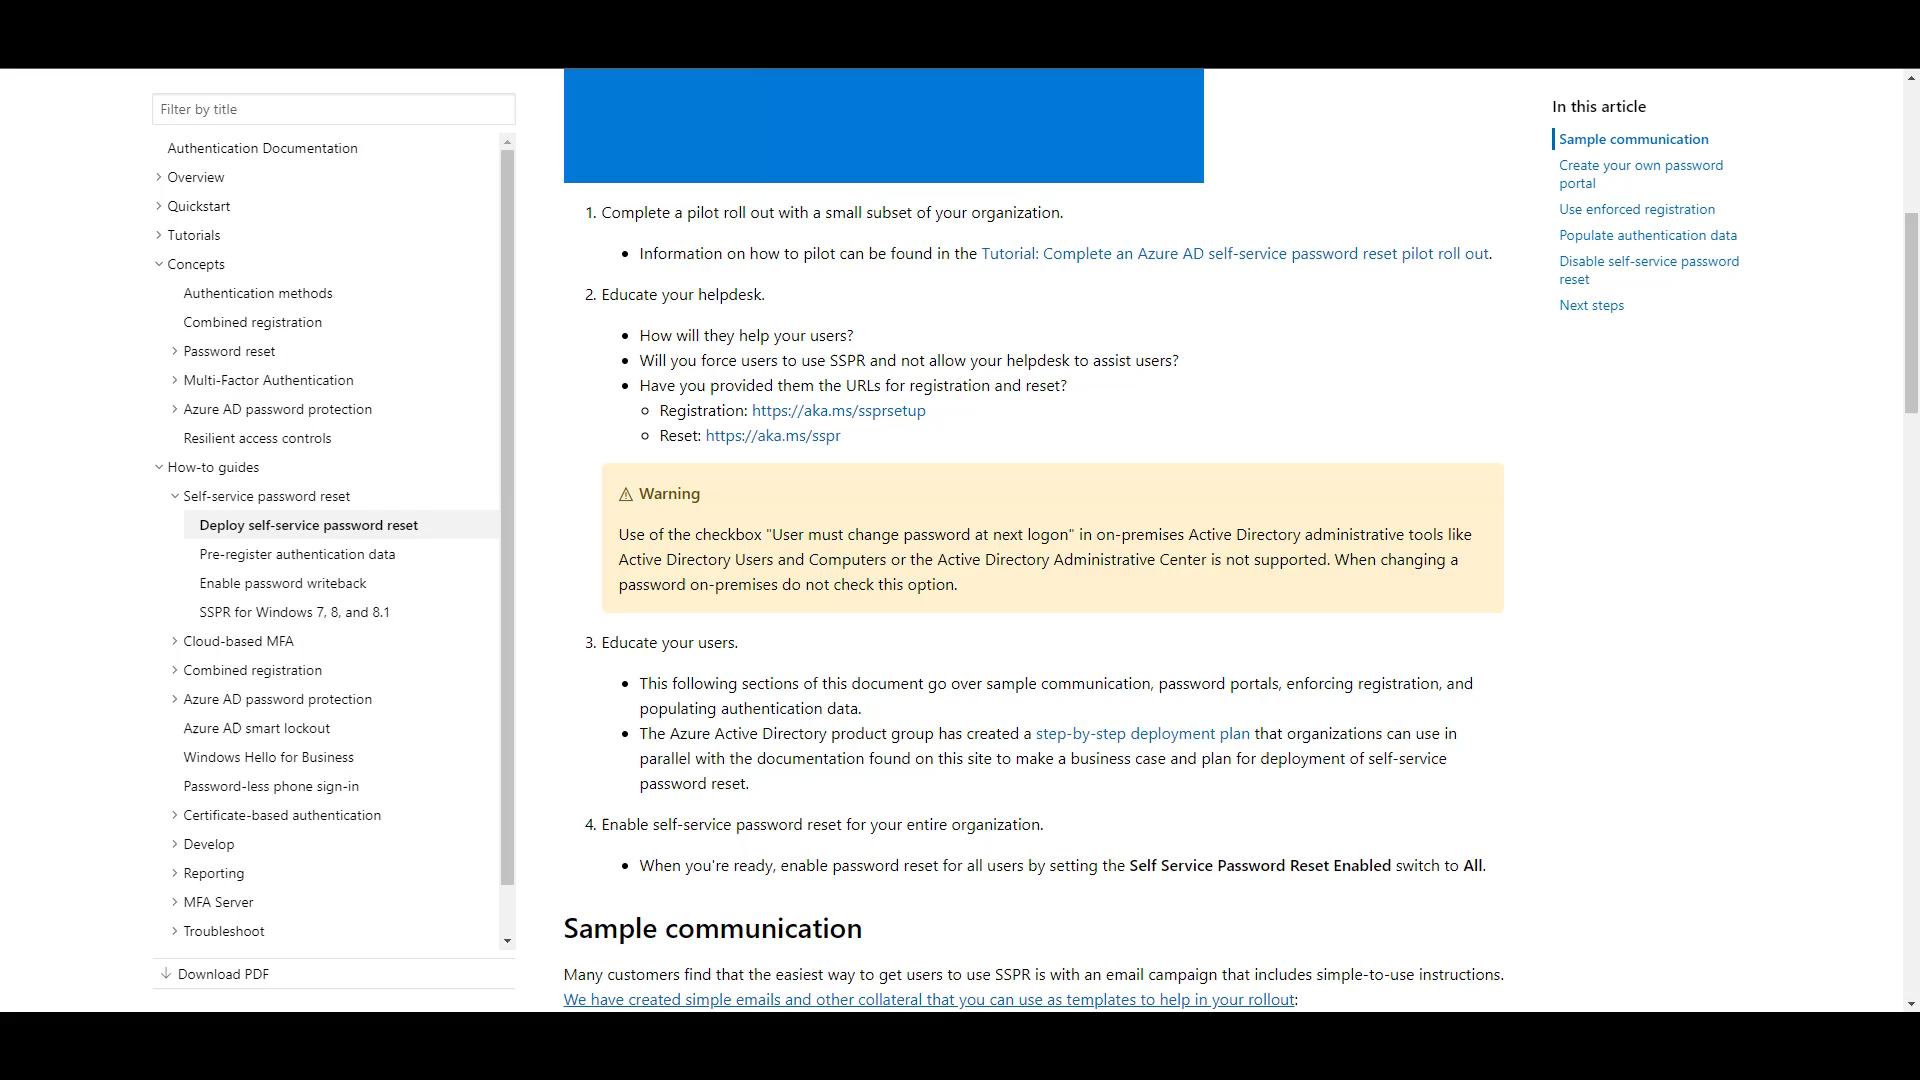 Filter by title
Authentication Documentation
Overview
Quickstart
Tutorials
Concepts
Authentication methods
Combined registration
Password reset
Multi-Factor Authentication
Azure AD password protection
Resilient access controls
How-to guides
Self-service password reset
Deploy self-service password reset
Pre-register authentication data
Enable password writeback
SSPR for Windows 7, 8, and 8.1
Cloud-based MFA
Combined registration
Azure AD password protection
Azure AD smart lockout
Windows Hello for Business
Password-less phone sign-in
Certificate-based authentication
Develop
Reporting
MFA Server
Troubleshoot
Download PDF
1. Complete a pilot roll out with a small subset of your organization.
• Information on how to pilot can be found in the Tutorial: Complete an Azure AD self-service password reset pilot roll out.
2. Educate your helpdesk.
• How will they help your users?
• Will you force users to use SSPR and not allow your helpdesk to assist users?
• Have you provided them the URLs for registration and reset?
○ Registration: https://aka.ms/ssprsetup
○ Reset: https://aka.ms/sspr
⚠ Warning
Use of the checkbox "User must change password at next logon" in on-premises Active Directory administrative tools like
Active Directory Users and Computers or the Active Directory Administrative Center is not supported. When changing a
password on-premises do not check this option.
3. Educate your users.
• This following sections of this document go over sample communication, password portals, enforcing registration, and
populating authentication data.
• The Azure Active Directory product group has created a step-by-step deployment plan that organizations can use in
parallel with the documentation found on this site to make a business case and plan for deployment of self-service
password reset.
4. Enable self-service password reset for your entire organization.
• When you're ready, enable password reset for all users by setting the Self Service Password Reset Enabled switch to All.
Sample communication
Many customers find that the easiest way to get users to use SSPR is with an email campaign that includes simple-to-use instructions.
We have created simple emails and other collateral that you can use as templates to help in your rollout:
In this article
Sample communication
Create your own password
portal
Use enforced registration
Populate authentication data
Disable self-service password
reset
Next steps